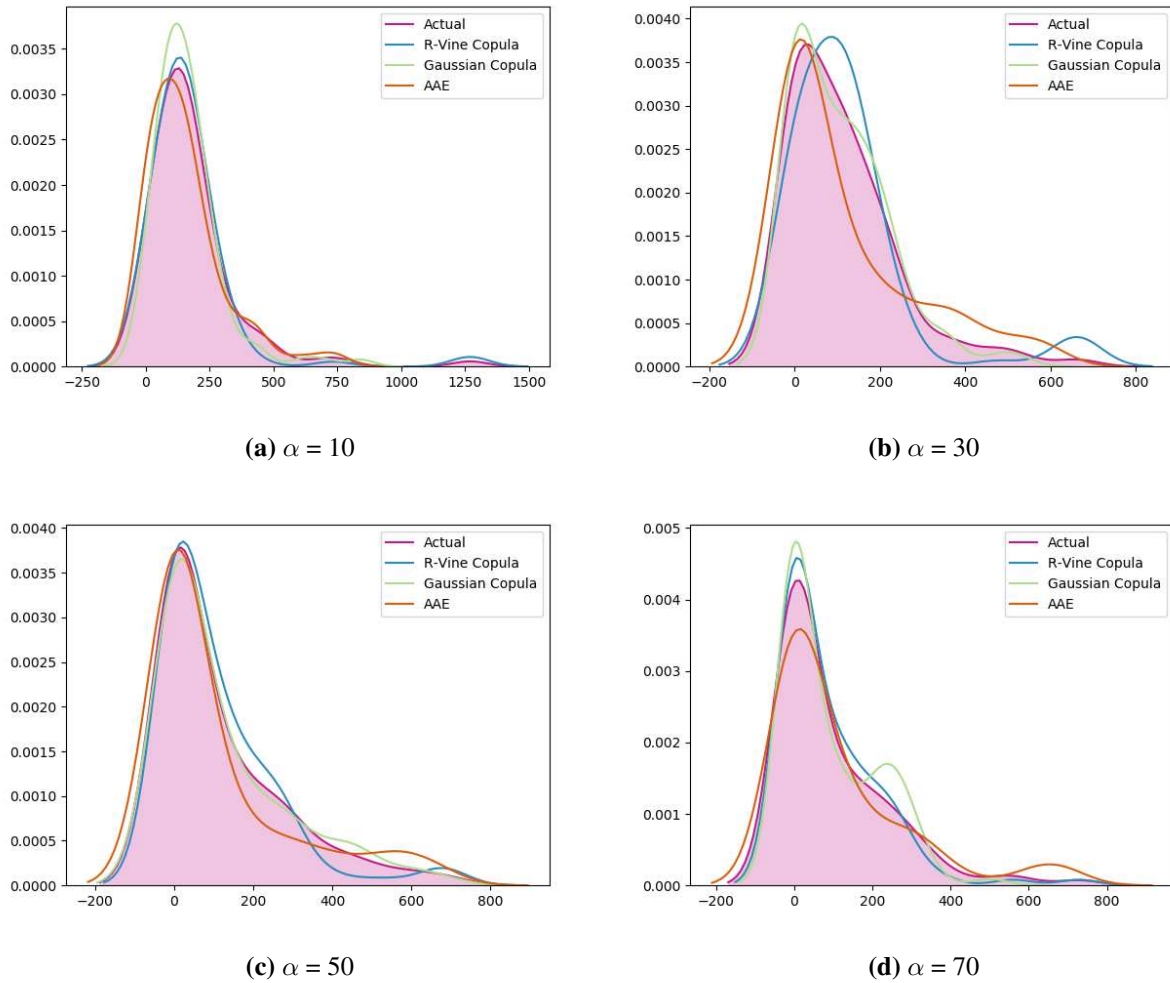 0.0035
0.0030
0.0025
0.0020
0.0015
0.0010
0.0005
0.0000
−250 0 250 500 750 1000 1250 1500
Actual
R-Vine Copula
Gaussian Copula
AAE
(a) α = 10
0.0040
0.0035
0.0030
0.0025
0.0020
0.0015
0.0010
0.0005
0.0000
−200 0 200 400 600 800
Actual
R-Vine Copula
Gaussian Copula
AAE
(b) α = 30
0.0040
0.0035
0.0030
0.0025
0.0020
0.0015
0.0010
0.0005
0.0000
−200 0 200 400 600 800
Actual
R-Vine Copula
Gaussian Copula
AAE
(c) α = 50
0.005
0.004
0.003
0.002
0.001
0.000
−200 0 200 400 600 800
Actual
R-Vine Copula
Gaussian Copula
AAE
(d) α = 70